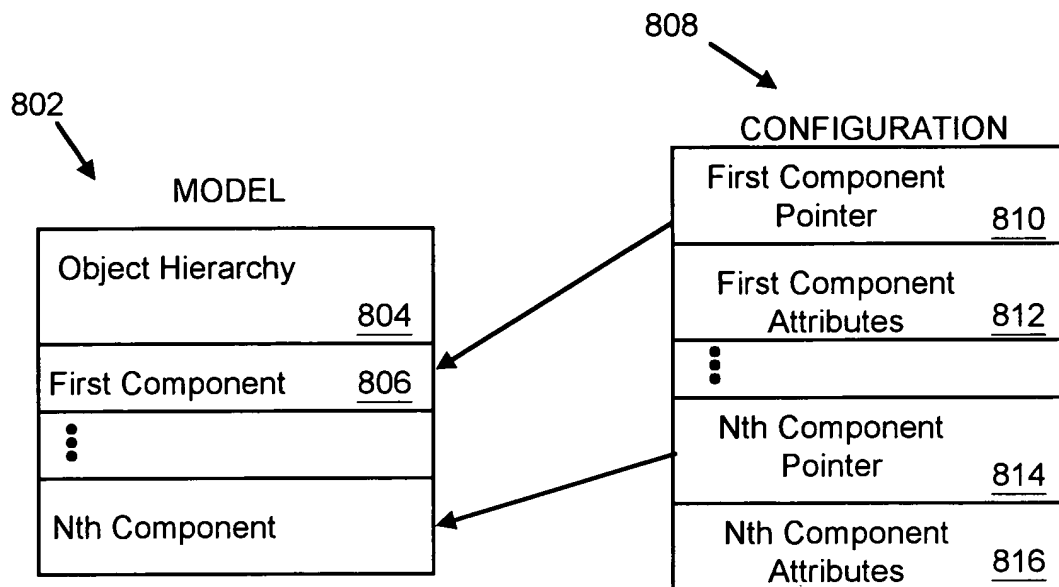 802
MODEL
Object Hierarchy
804
First Component 806
Nth Component
808
CONFIGURATION
First Component
Pointer 810
First Component
Attributes 812
Nth Component
Pointer 814
Nth Component
Attributes 816